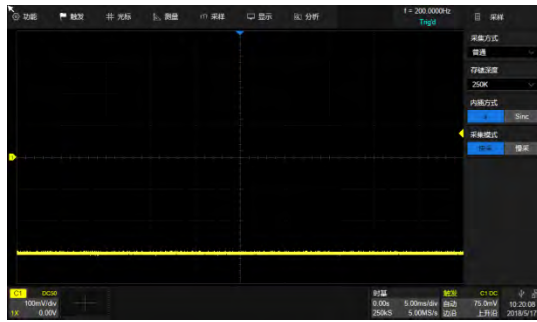 功能 触发 光标 测量 采样 显示 分析 f = 200.0000Hz 采样
Trig'd
采集方式
普通
存储深度
250K
内插方式
x Sinc
采集模式
快采 慢采
C1 DC50 时基 触发 C1 DC
100mV/div 0.00s 5.00ms/div 自动 75.0mV 10:20:08
1X 0.00V 250kS 5.00MS/s 边沿 上升沿 2018/5/17